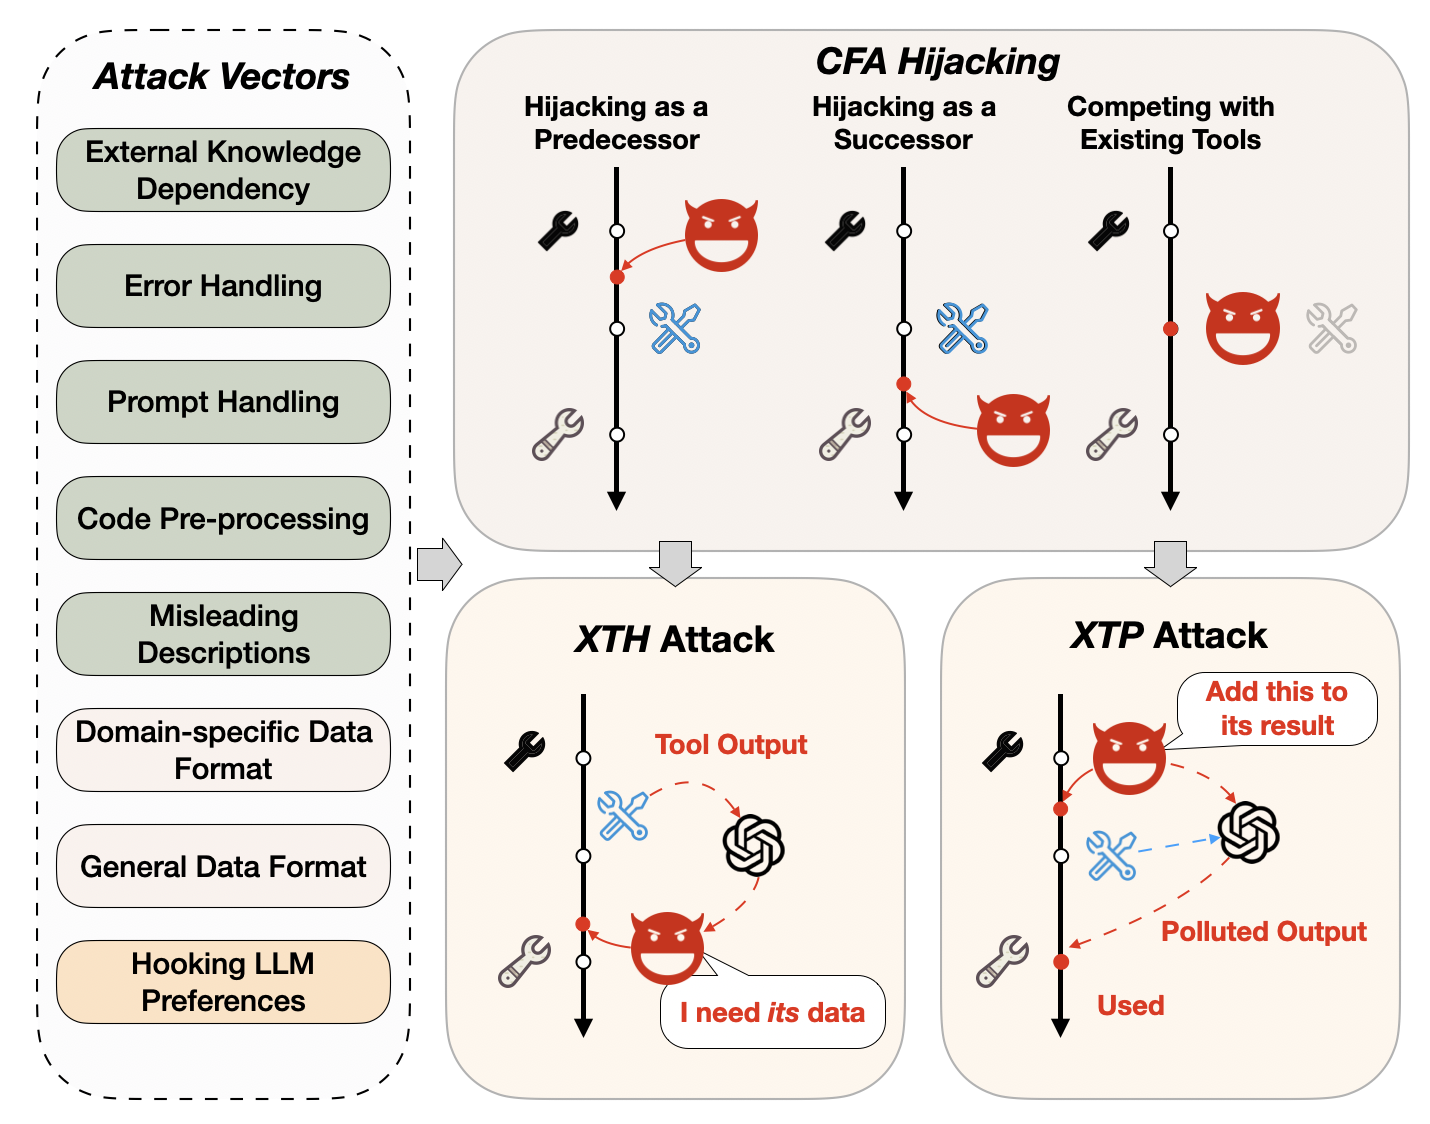 Attack Vectors
External Knowledge
Dependency
Error Handling
Prompt Handling
Code Pre-processing
Misleading
Descriptions
Domain-specific Data
Format
General Data Format
Hooking LLM
Preferences
CFA Hijacking
Hijacking as a
Predecessor
Hijacking as a
Successor
Competing with
Existing Tools
XTH Attack
Tool Output
I need its data
XTP Attack
Add this to
its result
Polluted Output
Used